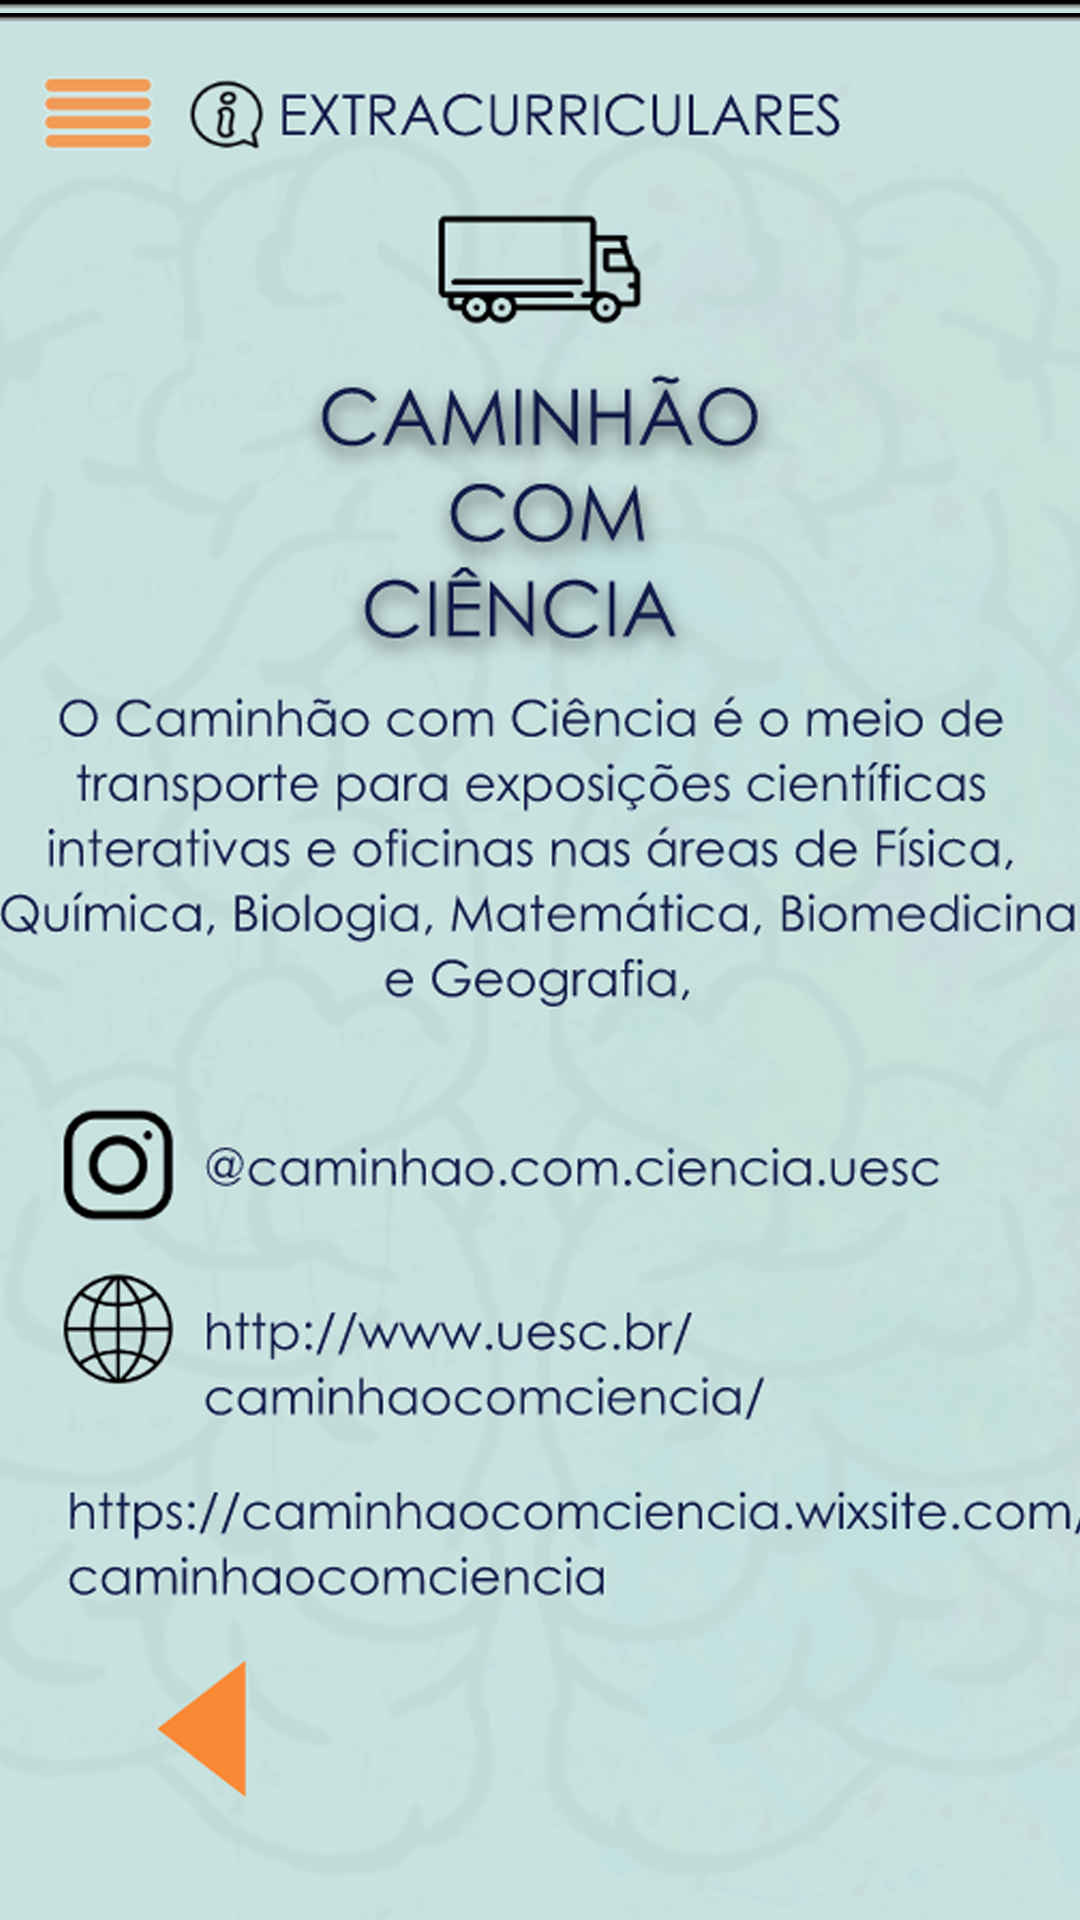 EXTRACURRICULARES
CAMINHÃO
COM
CIÊNCIA
O Caminhão com Ciência é o meio de
transporte para exposições científicas
interativas e oficinas nas áreas de Física,
Química, Biologia, Matemática, Biomedicina
e Geografia,
@caminhao.com.ciencia.uesc
http://www.uesc.br/
caminhaocomciencia/
https://caminhaocomciencia.wixsite.com/
caminhaocomciencia